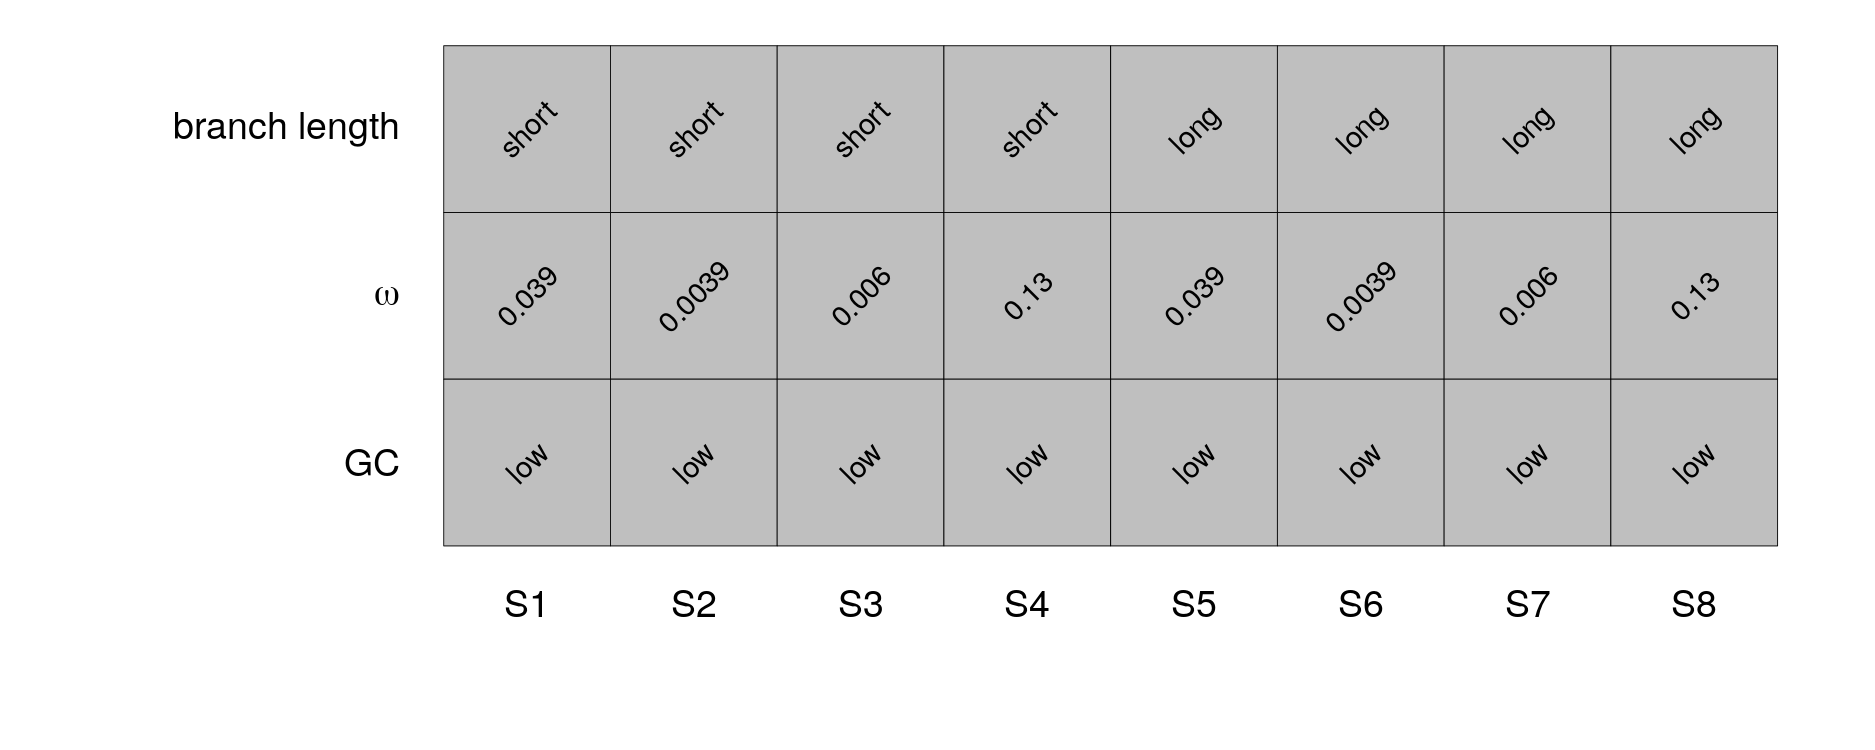 branch length short short short short long long long long
ω 0.039 0.0039 0.006 0.13 0.039 0.0039 0.006 0.13
GC low low low low low low low low
S1 S2 S3 S4 S5 S6 S7 S8